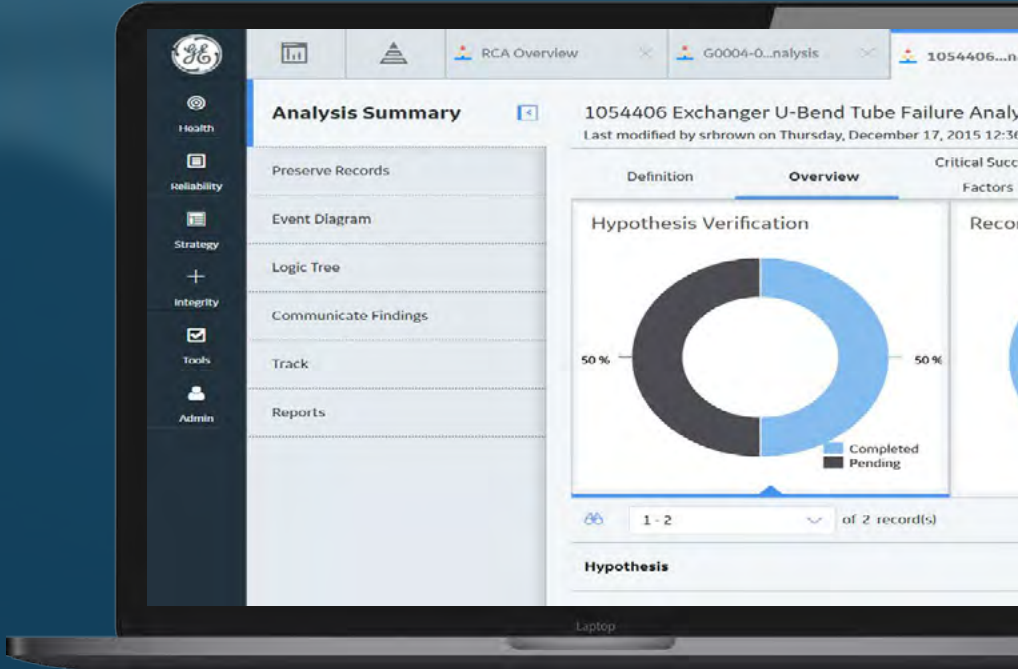 GE
RCA Overview
G0004-0...nalysis
1054406...n
Health
Reliability
Strategy
Integrity
Tools
Admin
Analysis Summary
Preserve Records
Event Diagram
Logic Tree
Communicate Findings
Track
Reports
1054406 Exchanger U-Bend Tube Failure Analy
Last modified by srbrown on Thursday, December 17, 2015 12:36
Definition
Overview
Critical Succ
Factors
Hypothesis Verification
Reco
50 %
50 %
Completed
Pending
1 - 2
of 2 record(s)
Hypothesis
Laptop